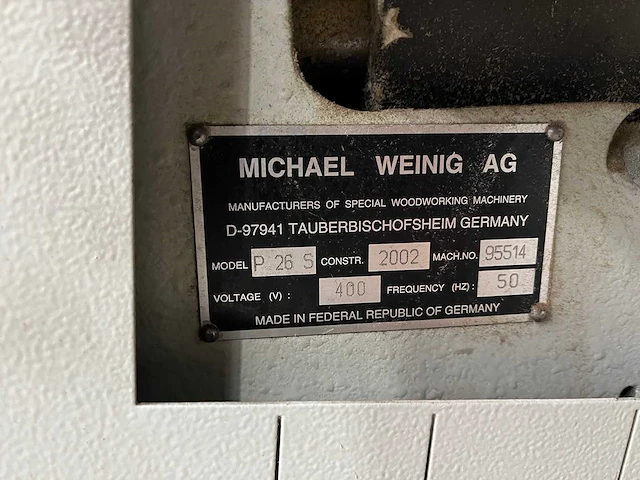 MICHAEL WEINIG AG
MANUFACTURERS OF SPECIAL WOODWORKING MACHINERY
D-97941 TAUBERBISCHOFSHEIM GERMANY
MODEL P 26 S CONSTR. 2002 MACH.NO. 95514
VOLTAGE (V) : 400 FREQUENCY (HZ) : 50
MADE IN FEDERAL REPUBLIC OF GERMANY